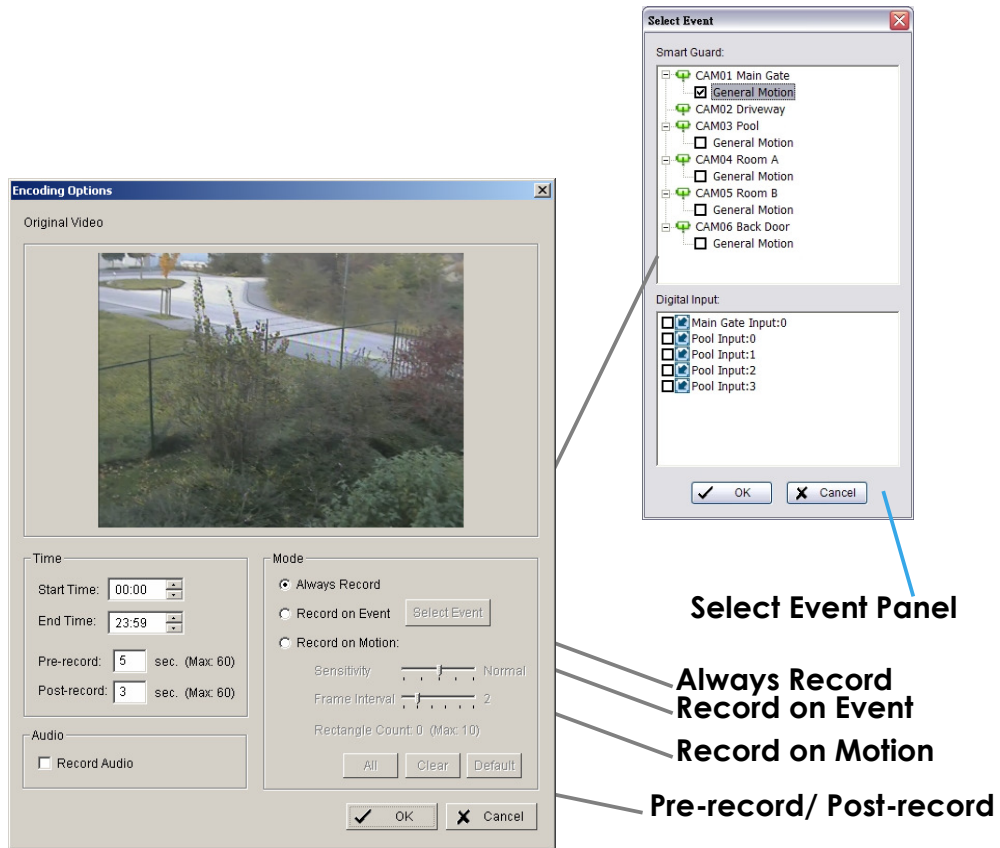 Select Event
Smart Guard:
CAM01 Main Gate
General Motion
CAM02 Driveway
CAM03 Pool
General Motion
CAM04 Room A
General Motion
CAM05 Room B
General Motion
CAM06 Back Door
General Motion
Digital Input:
Main Gate Input:0
Pool Input:0
Pool Input:1
Pool Input:2
Pool Input:3
OK Cancel
Select Event Panel
Encoding Options
Original Video
Time
Start Time: 00:00
End Time: 23:59
Pre-record: 5 sec. (Max: 60)
Post-record: 3 sec. (Max: 60)
Audio
Record Audio
Mode
Always Record
Record on Event Select Event
Record on Motion:
Sensitivity Normal
Frame Interval 2
Rectangle Count: 0 (Max: 10)
All Clear Default
OK Cancel
Always Record
Record on Event
Record on Motion
Pre-record/ Post-record